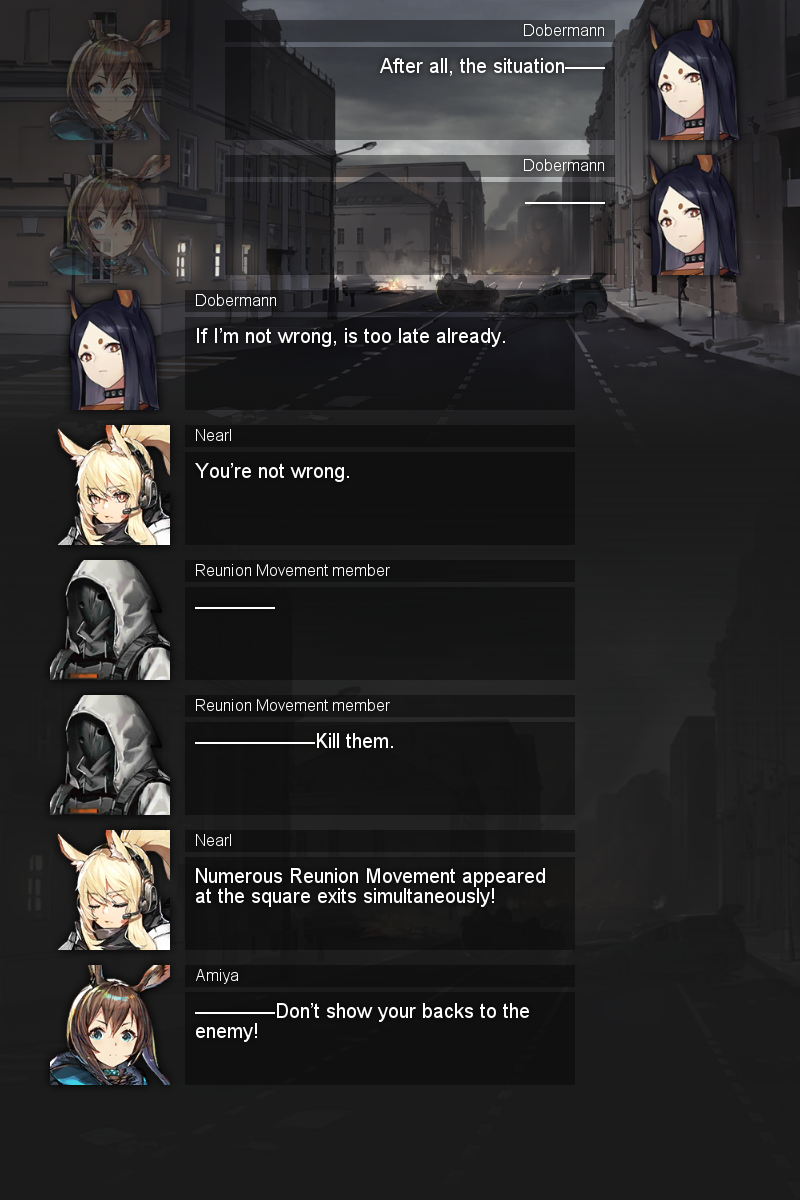 Dobermann
After all, the situation——
Dobermann
————
Dobermann
If I'm not wrong, is too late already.
Nearl
You're not wrong.
Reunion Movement member
————
Reunion Movement member
——————Kill them.
Nearl
Numerous Reunion Movement appeared
at the square exits simultaneously!
Amiya
————Don't show your backs to the
enemy!